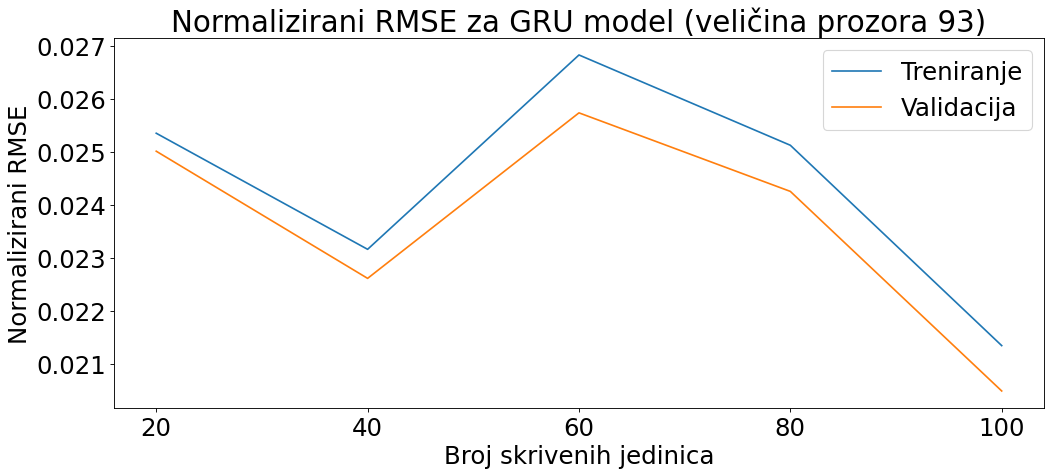 Normalizirani RMSE za GRU model (veličina prozora 93)
Normalizirani RMSE
0.027
0.026
0.025
0.024
0.023
0.022
0.021
Treniranje
Validacija
20 40 60 80 100
Broj skrivenih jedinica